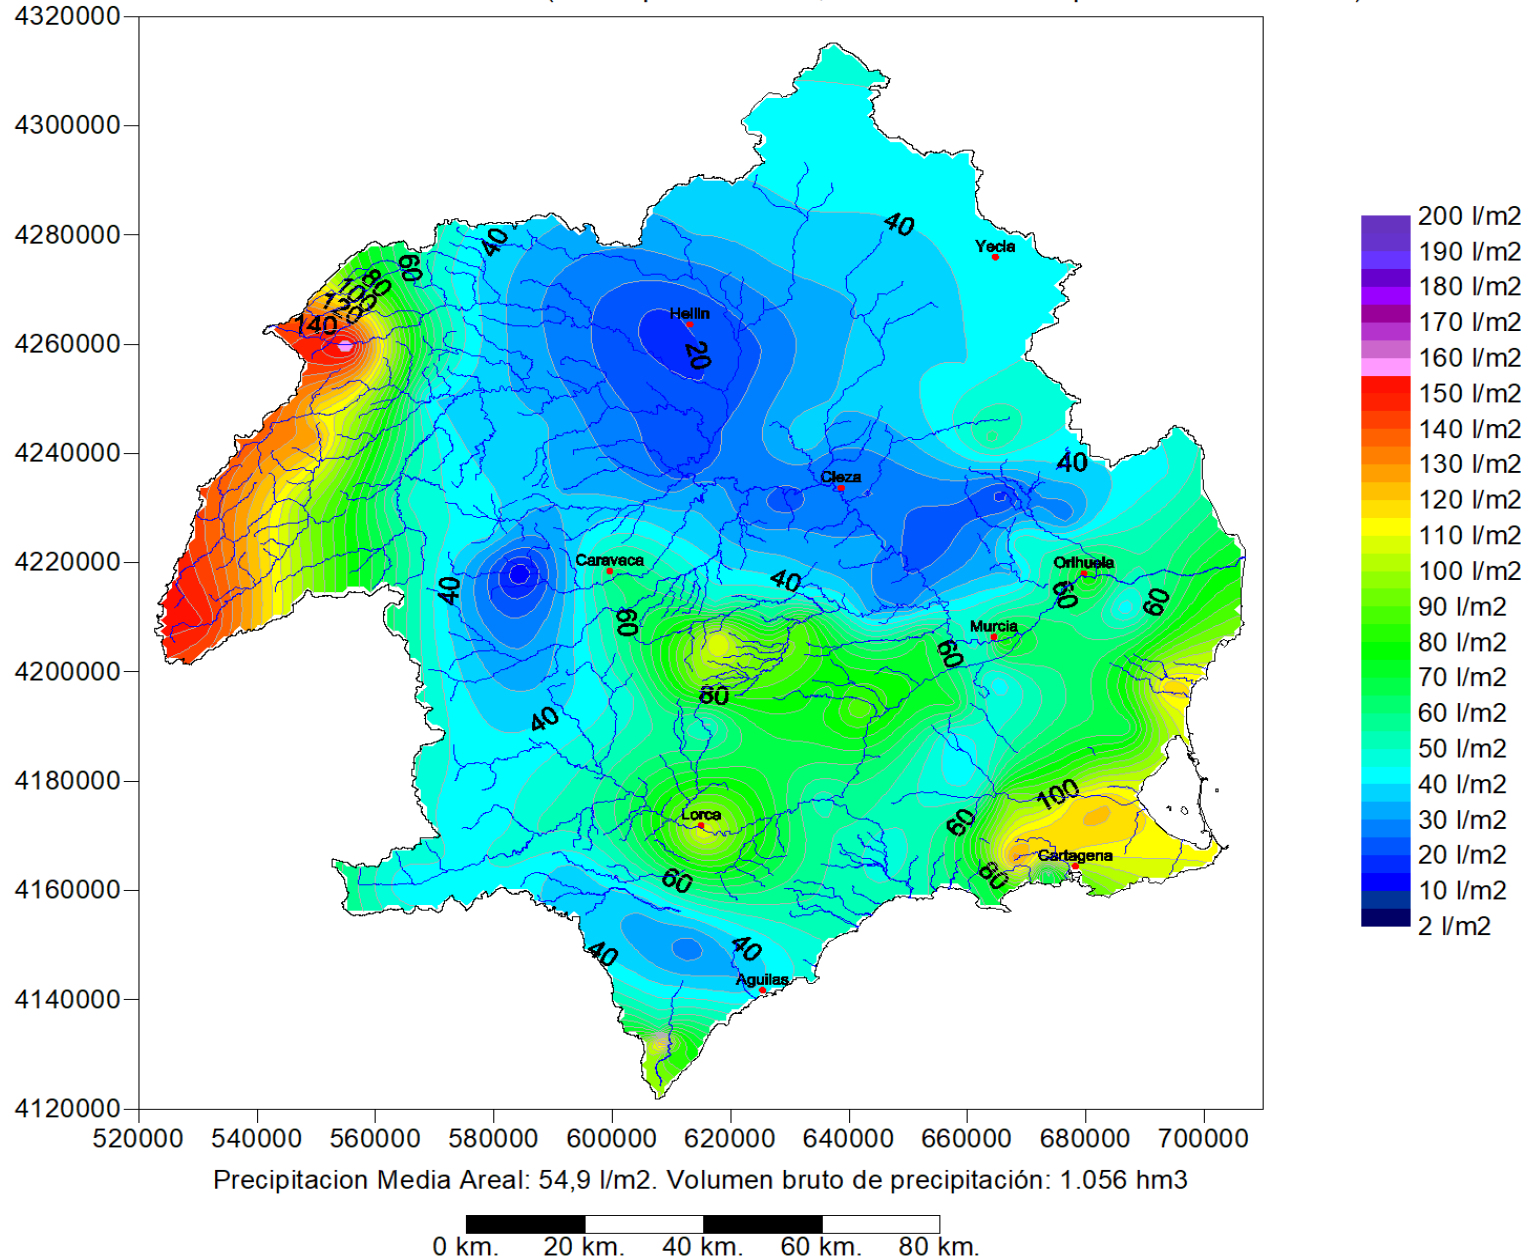 4320000
4300000
4280000
4260000
4240000
4220000
4200000
4180000
4160000
4140000
4120000
520000 540000 560000 580000 600000 620000 640000 660000 680000 700000
40
Yecla
40
60
80
100
120
140
Hellin
20
40
Cieza
Caravaca
40
40
Orihuela
60
60
60
Murcia
60
80
40
100
Lorca
60
Cartagena
80
60
40
40
Aguilas
200 l/m2
190 l/m2
180 l/m2
170 l/m2
160 l/m2
150 l/m2
140 l/m2
130 l/m2
120 l/m2
110 l/m2
100 l/m2
90 l/m2
80 l/m2
70 l/m2
60 l/m2
50 l/m2
40 l/m2
30 l/m2
20 l/m2
10 l/m2
2 l/m2
Precipitacion Media Areal: 54,9 l/m2. Volumen bruto de precipitación: 1.056 hm3
0 km. 20 km. 40 km. 60 km. 80 km.